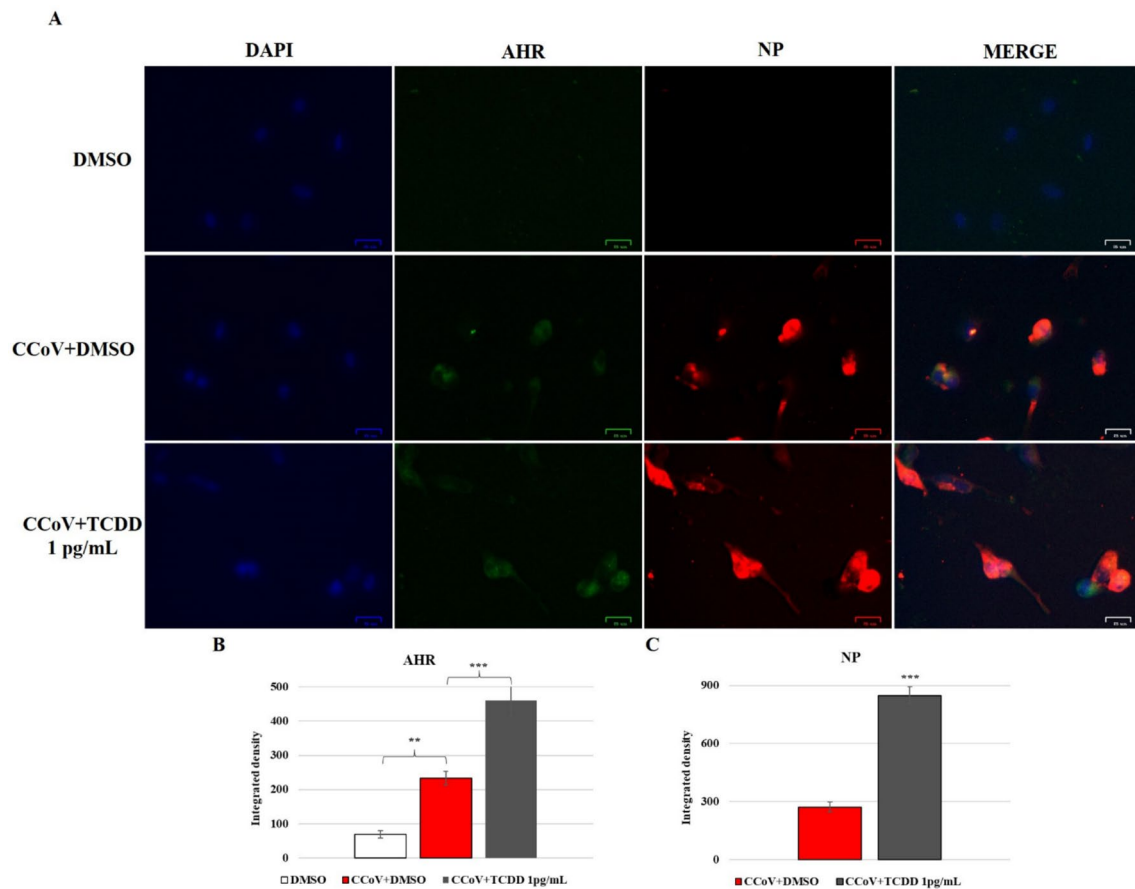 A
DAPI AHR NP MERGE
DMSO
CCoV+DMSO
CCoV+TCDD
1 pg/mL
B
AHR
***
**
Integrated density
500
400
300
200
100
0
DMSO CCoV+DMSO CCoV+TCDD 1pg/mL
C
NP
***
Integrated density
900
600
300
0
CCoV+DMSO CCoV+TCDD 1pg/mL